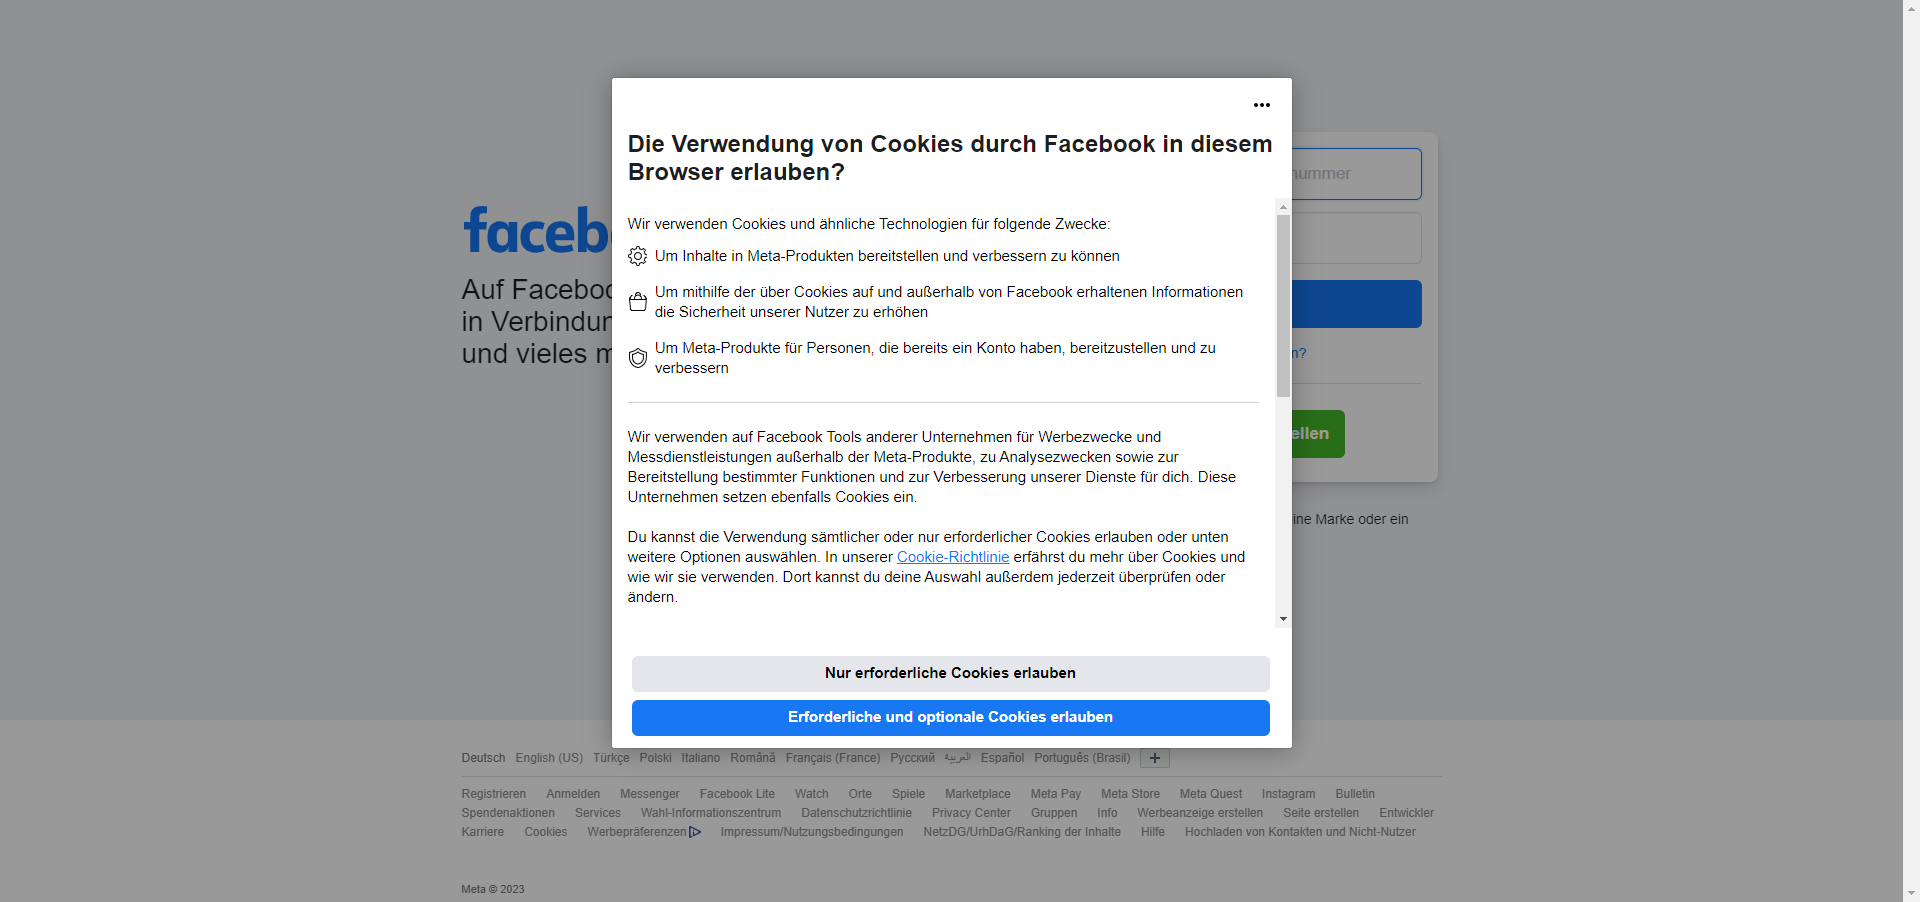 Die Verwendung von Cookies durch Facebook in diesem
Browser erlauben?
Wir verwenden Cookies und ähnliche Technologien für folgende Zwecke:
Um Inhalte in Meta-Produkten bereitstellen und verbessern zu können
Um mithilfe der über Cookies auf und außerhalb von Facebook erhaltenen Informationen
die Sicherheit unserer Nutzer zu erhöhen
Um Meta-Produkte für Personen, die bereits ein Konto haben, bereitzustellen und zu
verbessern
Wir verwenden auf Facebook Tools anderer Unternehmen für Werbezwecke und
Messdienstleistungen außerhalb der Meta-Produkte, zu Analysezwecken sowie zur
Bereitstellung bestimmter Funktionen und zur Verbesserung unserer Dienste für dich. Diese
Unternehmen setzen ebenfalls Cookies ein.
Du kannst die Verwendung sämtlicher oder nur erforderlicher Cookies erlauben oder unten
weitere Optionen auswählen. In unserer Cookie-Richtlinie erfährst du mehr über Cookies und
wie wir sie verwenden. Dort kannst du deine Auswahl außerdem jederzeit überprüfen oder
ändern.
Nur erforderliche Cookies erlauben
Erforderliche und optionale Cookies erlauben
faceb
Auf Faceboo
in Verbindun
und vieles m
nummer
n?
ellen
ine Marke oder ein
Deutsch English (US) Türkçe Polski Italiano Română Français (France) Русский العربية Español Português (Brasil)
Registrieren Anmelden Messenger Facebook Lite Watch Orte Spiele Marketplace Meta Pay Meta Store Meta Quest Instagram Bulletin
Spendenaktionen Services Wahl-Informationszentrum Datenschutzrichtlinie Privacy Center Gruppen Info Werbeanzeige erstellen Seite erstellen Entwickler
Karriere Cookies Werbepräferenzen Impressum/Nutzungsbedingungen NetzDG/UrhDaG/Ranking der Inhalte Hilfe Hochladen von Kontakten und Nicht-Nutzer
Meta © 2023